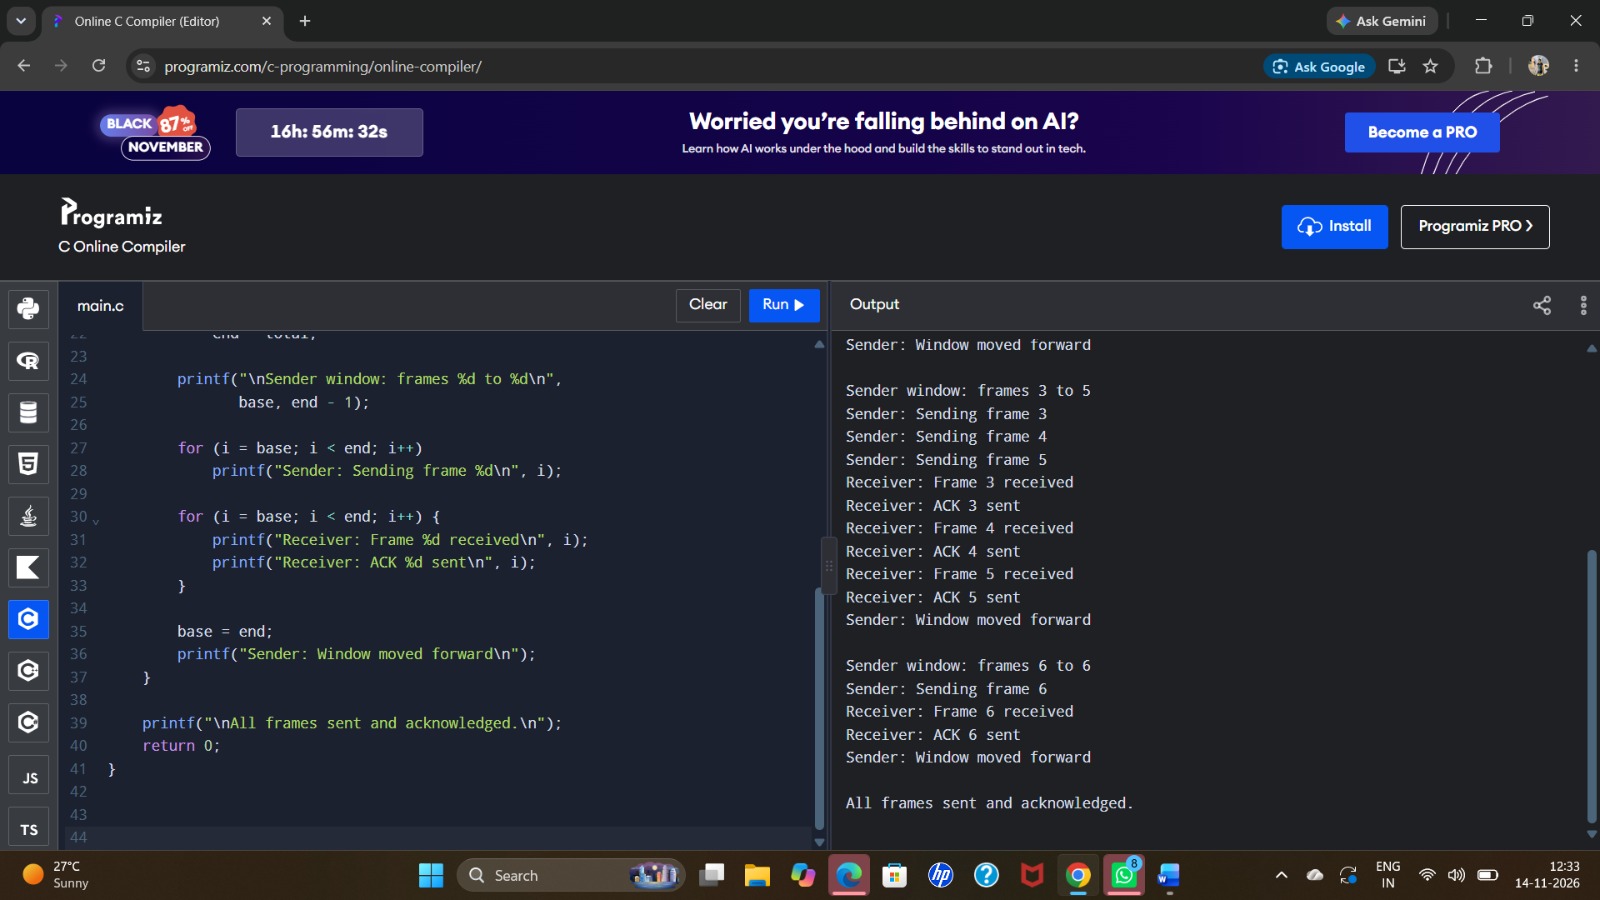 Online C Compiler (Editor)
Ask Gemini
programiz.com/c-programming/online-compiler/
Ask Google
BLACK
87%
OFF
NOVEMBER
16h: 56m: 32s
Worried you’re falling behind on AI?
Learn how AI works under the hood and build the skills to stand out in tech.
Become a PRO
Programiz
C Online Compiler
Install
Programiz PRO
main.c
Clear
Run
Output
23
24 printf("\nSender window: frames %d to %d\n",
25 base, end - 1);
26
27 for (i = base; i < end; i++)
28 printf("Sender: Sending frame %d\n", i);
29
30 for (i = base; i < end; i++) {
31 printf("Receiver: Frame %d received\n", i);
32 printf("Receiver: ACK %d sent\n", i);
33 }
34
35 base = end;
36 printf("Sender: Window moved forward\n");
37 }
38
39 printf("\nAll frames sent and acknowledged.\n");
40 return 0;
41 }
42
43
44
Sender: Window moved forward
Sender window: frames 3 to 5
Sender: Sending frame 3
Sender: Sending frame 4
Sender: Sending frame 5
Receiver: Frame 3 received
Receiver: ACK 3 sent
Receiver: Frame 4 received
Receiver: ACK 4 sent
Receiver: Frame 5 received
Receiver: ACK 5 sent
Sender: Window moved forward
Sender window: frames 6 to 6
Sender: Sending frame 6
Receiver: Frame 6 received
Receiver: ACK 6 sent
Sender: Window moved forward
All frames sent and acknowledged.
R
5
C
JS
TS
27°C
Sunny
Search
hp
8
W
ENG
IN
12:33
14-11-2026